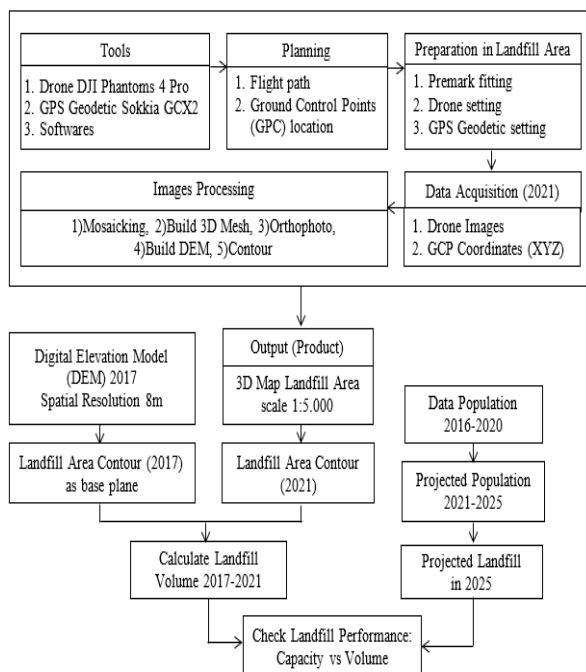 Tools
1. Drone DJI Phantoms 4 Pro
2. GPS Geodetic Sokkia GCX2
3. Softwares
Planning
1. Flight path
2. Ground Control Points
(GPC) location
Preparation in Landfill Area
1. Premark fitting
2. Drone setting
3. GPS Geodetic setting
Images Processing
1)Mosaicking, 2)Build 3D Mesh, 3)Orthophoto,
4)Build DEM, 5)Contour
Data Acquisition (2021)
1. Drone Images
2. GCP Coordinates (XYZ)
Digital Elevation Model
(DEM) 2017
Spatial Resolution 8m
Output (Product)
3D Map Landfill Area
scale 1:5.000
Data Population
2016-2020
Landfill Area Contour (2017)
as base plane
Landfill Area Contour
(2021)
Projected Population
2021-2025
Calculate Landfill
Volume 2017-2021
Projected Landfill
in 2025
Check Landfill Performance:
Capacity vs Volume